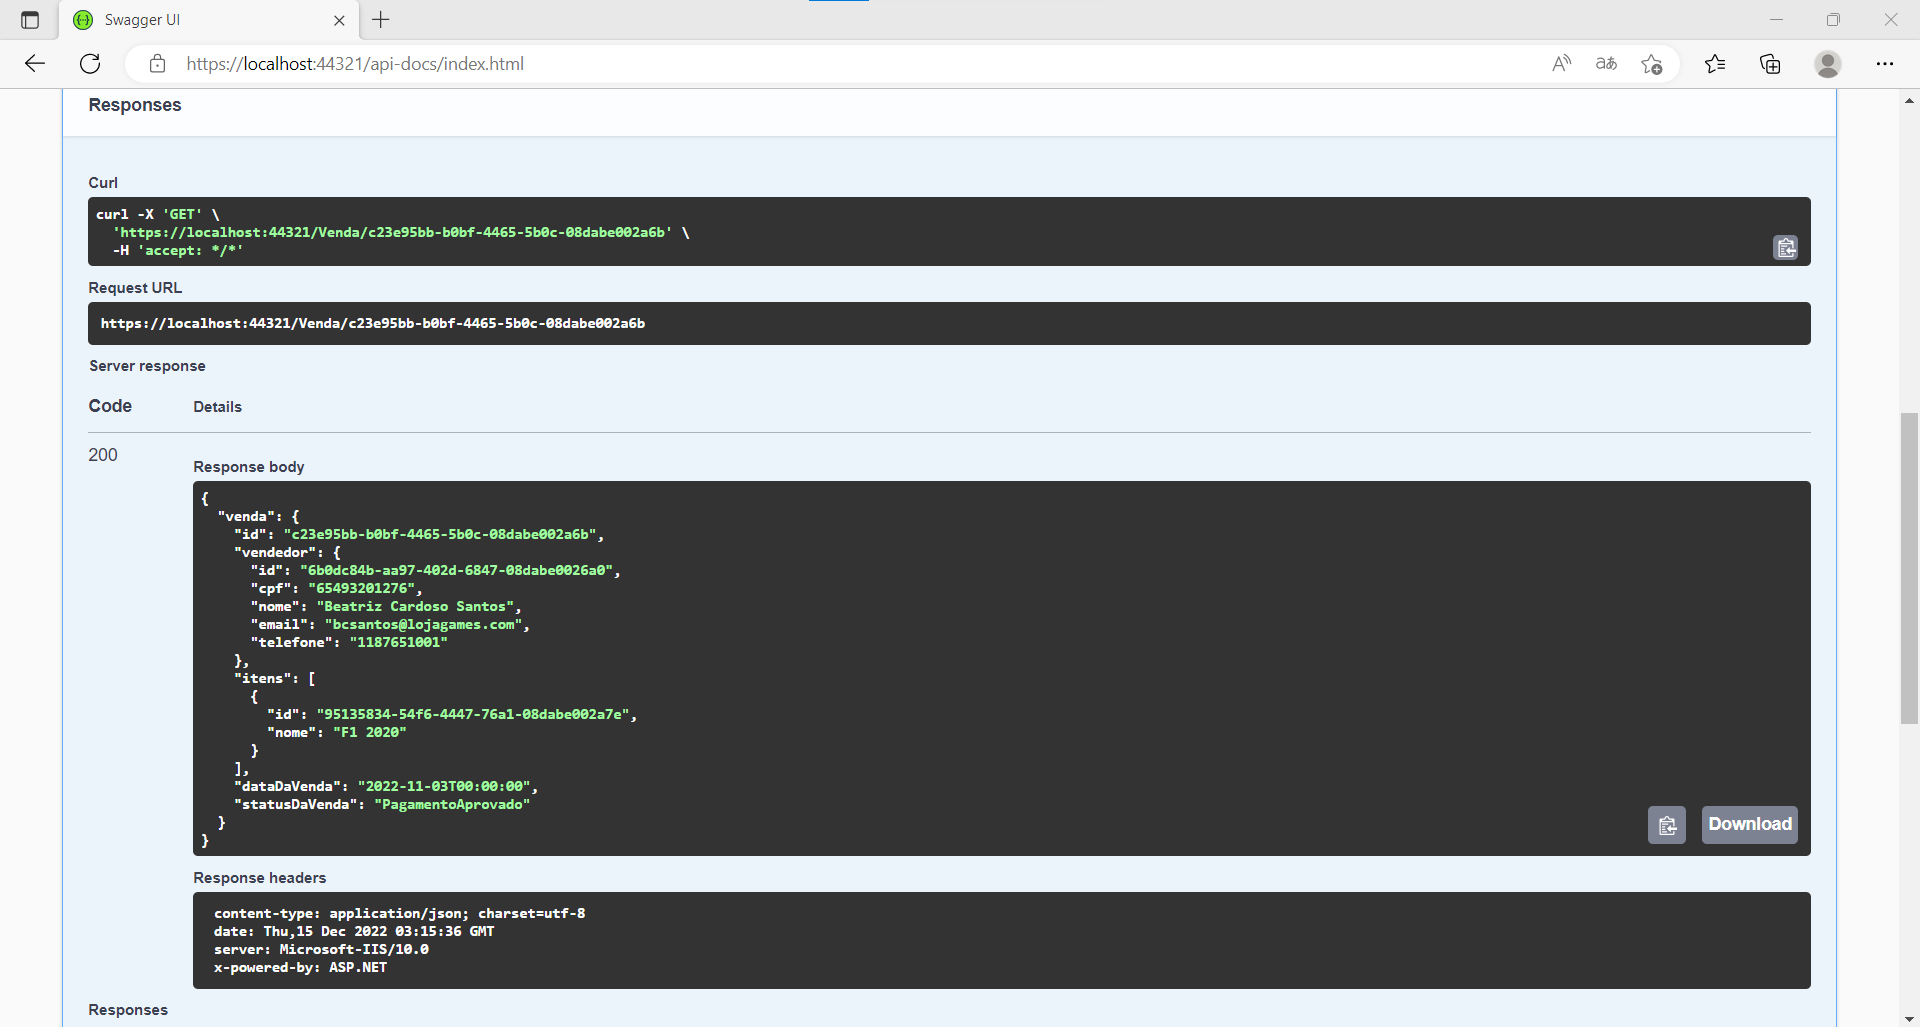 Swagger UI
https://localhost:44321/api-docs/index.html
Responses
Curl
curl -X 'GET' \
  'https://localhost:44321/Venda/c23e95bb-b0bf-4465-5b0c-08dabe002a6b' \
  -H 'accept: */*'
Request URL
https://localhost:44321/Venda/c23e95bb-b0bf-4465-5b0c-08dabe002a6b
Server response
Code Details
200
Response body
{
  "venda": {
    "id": "c23e95bb-b0bf-4465-5b0c-08dabe002a6b",
    "vendedor": {
      "id": "6b0dc84b-aa97-402d-6847-08dabe0026a0",
      "cpf": "65493201276",
      "nome": "Beatriz Cardoso Santos",
      "email": "bcsantos@lojagames.com",
      "telefone": "1187651001"
    },
    "itens": [
      {
        "id": "95135834-54f6-4447-76a1-08dabe002a7e",
        "nome": "F1 2020"
      }
    ],
    "dataDaVenda": "2022-11-03T00:00:00",
    "statusDaVenda": "PagamentoAprovado"
  }
}
Download
Response headers
content-type: application/json; charset=utf-8
date: Thu,15 Dec 2022 03:15:36 GMT
server: Microsoft-IIS/10.0
x-powered-by: ASP.NET
Responses